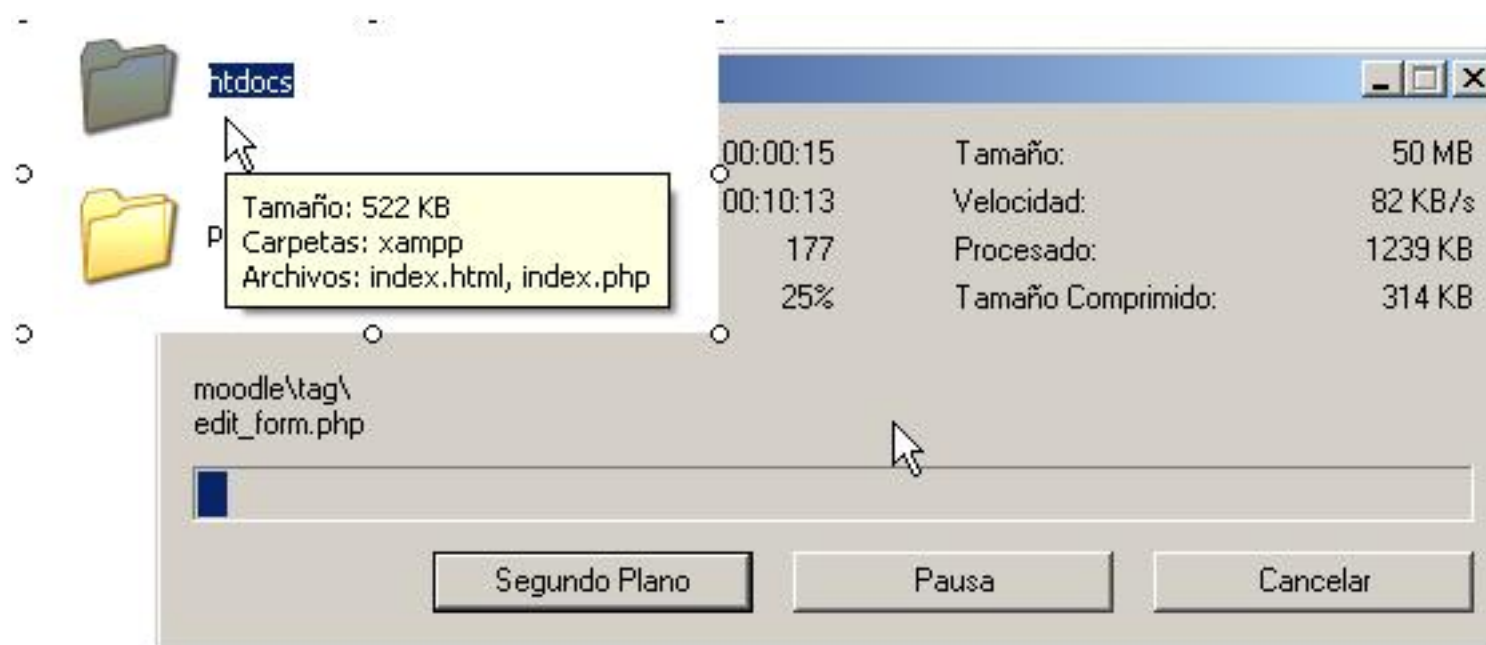 htdocs
p
Tamaño: 522 KB
Carpetas: xampp
Archivos: index.html, index.php
00:00:15 Tamaño: 50 MB
00:10:13 Velocidad: 82 KB/s
177 Procesado: 1239 KB
25% Tamaño Comprimido: 314 KB
moodle\tag\
edit_form.php
Segundo Plano Pausa Cancelar